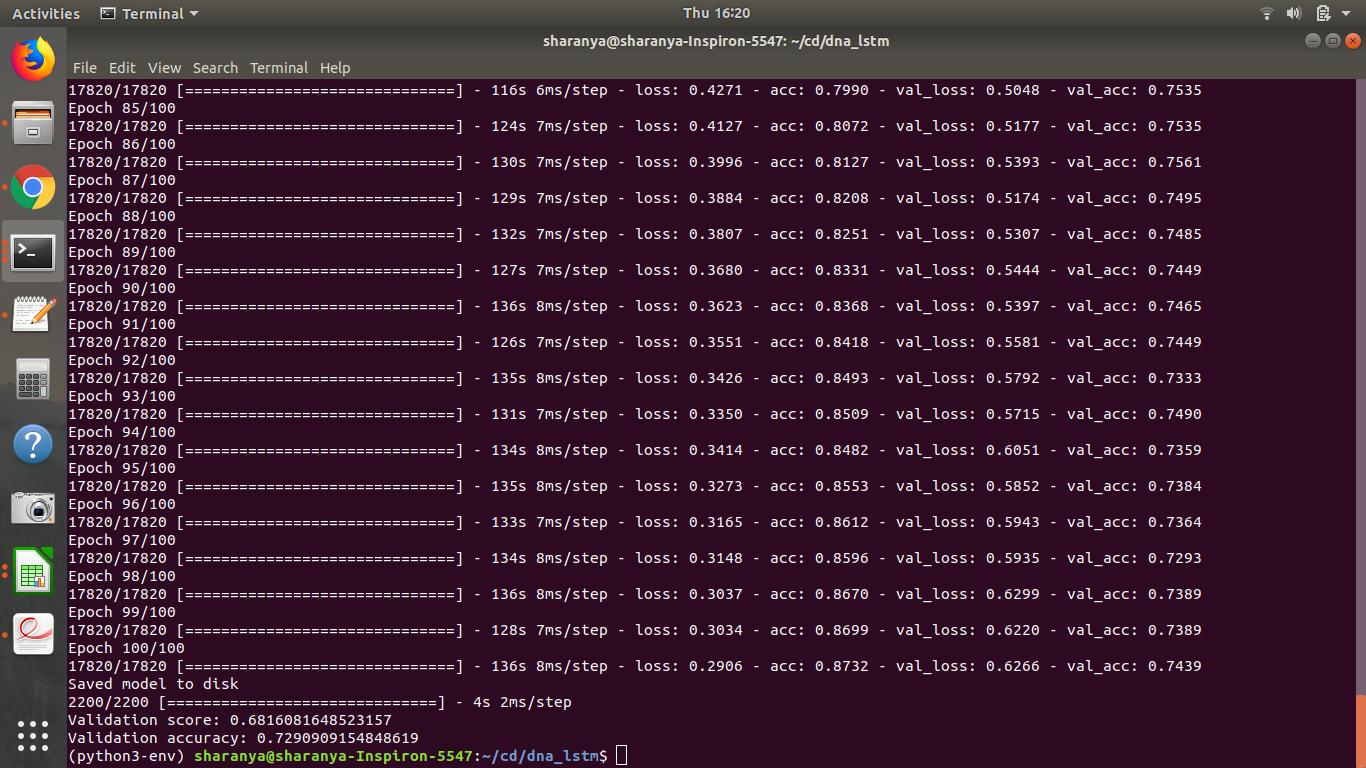 Activities Terminal Thu 16:20
sharanya@sharanya-Inspiron-5547: ~/cd/dna_lstm
File Edit View Search Terminal Help
17820/17820 [==============================] - 116s 6ms/step - loss: 0.4271 - acc: 0.7990 - val_loss: 0.5048 - val_acc: 0.7535
Epoch 85/100
17820/17820 [==============================] - 124s 7ms/step - loss: 0.4127 - acc: 0.8072 - val_loss: 0.5177 - val_acc: 0.7535
Epoch 86/100
17820/17820 [==============================] - 130s 7ms/step - loss: 0.3996 - acc: 0.8127 - val_loss: 0.5393 - val_acc: 0.7561
Epoch 87/100
17820/17820 [==============================] - 129s 7ms/step - loss: 0.3884 - acc: 0.8208 - val_loss: 0.5174 - val_acc: 0.7495
Epoch 88/100
17820/17820 [==============================] - 132s 7ms/step - loss: 0.3807 - acc: 0.8251 - val_loss: 0.5307 - val_acc: 0.7485
Epoch 89/100
17820/17820 [==============================] - 127s 7ms/step - loss: 0.3680 - acc: 0.8331 - val_loss: 0.5444 - val_acc: 0.7449
Epoch 90/100
17820/17820 [==============================] - 136s 8ms/step - loss: 0.3623 - acc: 0.8368 - val_loss: 0.5397 - val_acc: 0.7465
Epoch 91/100
17820/17820 [==============================] - 126s 7ms/step - loss: 0.3551 - acc: 0.8418 - val_loss: 0.5581 - val_acc: 0.7449
Epoch 92/100
17820/17820 [==============================] - 135s 8ms/step - loss: 0.3426 - acc: 0.8493 - val_loss: 0.5792 - val_acc: 0.7333
Epoch 93/100
17820/17820 [==============================] - 131s 7ms/step - loss: 0.3350 - acc: 0.8509 - val_loss: 0.5715 - val_acc: 0.7490
Epoch 94/100
17820/17820 [==============================] - 134s 8ms/step - loss: 0.3414 - acc: 0.8482 - val_loss: 0.6051 - val_acc: 0.7359
Epoch 95/100
17820/17820 [==============================] - 135s 8ms/step - loss: 0.3273 - acc: 0.8553 - val_loss: 0.5852 - val_acc: 0.7384
Epoch 96/100
17820/17820 [==============================] - 133s 7ms/step - loss: 0.3165 - acc: 0.8612 - val_loss: 0.5943 - val_acc: 0.7364
Epoch 97/100
17820/17820 [==============================] - 134s 8ms/step - loss: 0.3148 - acc: 0.8596 - val_loss: 0.5935 - val_acc: 0.7293
Epoch 98/100
17820/17820 [==============================] - 136s 8ms/step - loss: 0.3037 - acc: 0.8670 - val_loss: 0.6299 - val_acc: 0.7389
Epoch 99/100
17820/17820 [==============================] - 128s 7ms/step - loss: 0.3034 - acc: 0.8699 - val_loss: 0.6220 - val_acc: 0.7389
Epoch 100/100
17820/17820 [==============================] - 136s 8ms/step - loss: 0.2906 - acc: 0.8732 - val_loss: 0.6266 - val_acc: 0.7439
Saved model to disk
2200/2200 [==============================] - 4s 2ms/step
Validation score: 0.6816081648523157
Validation accuracy: 0.7290909154848619
(python3-env) sharanya@sharanya-Inspiron-5547:~/cd/dna_lstm$